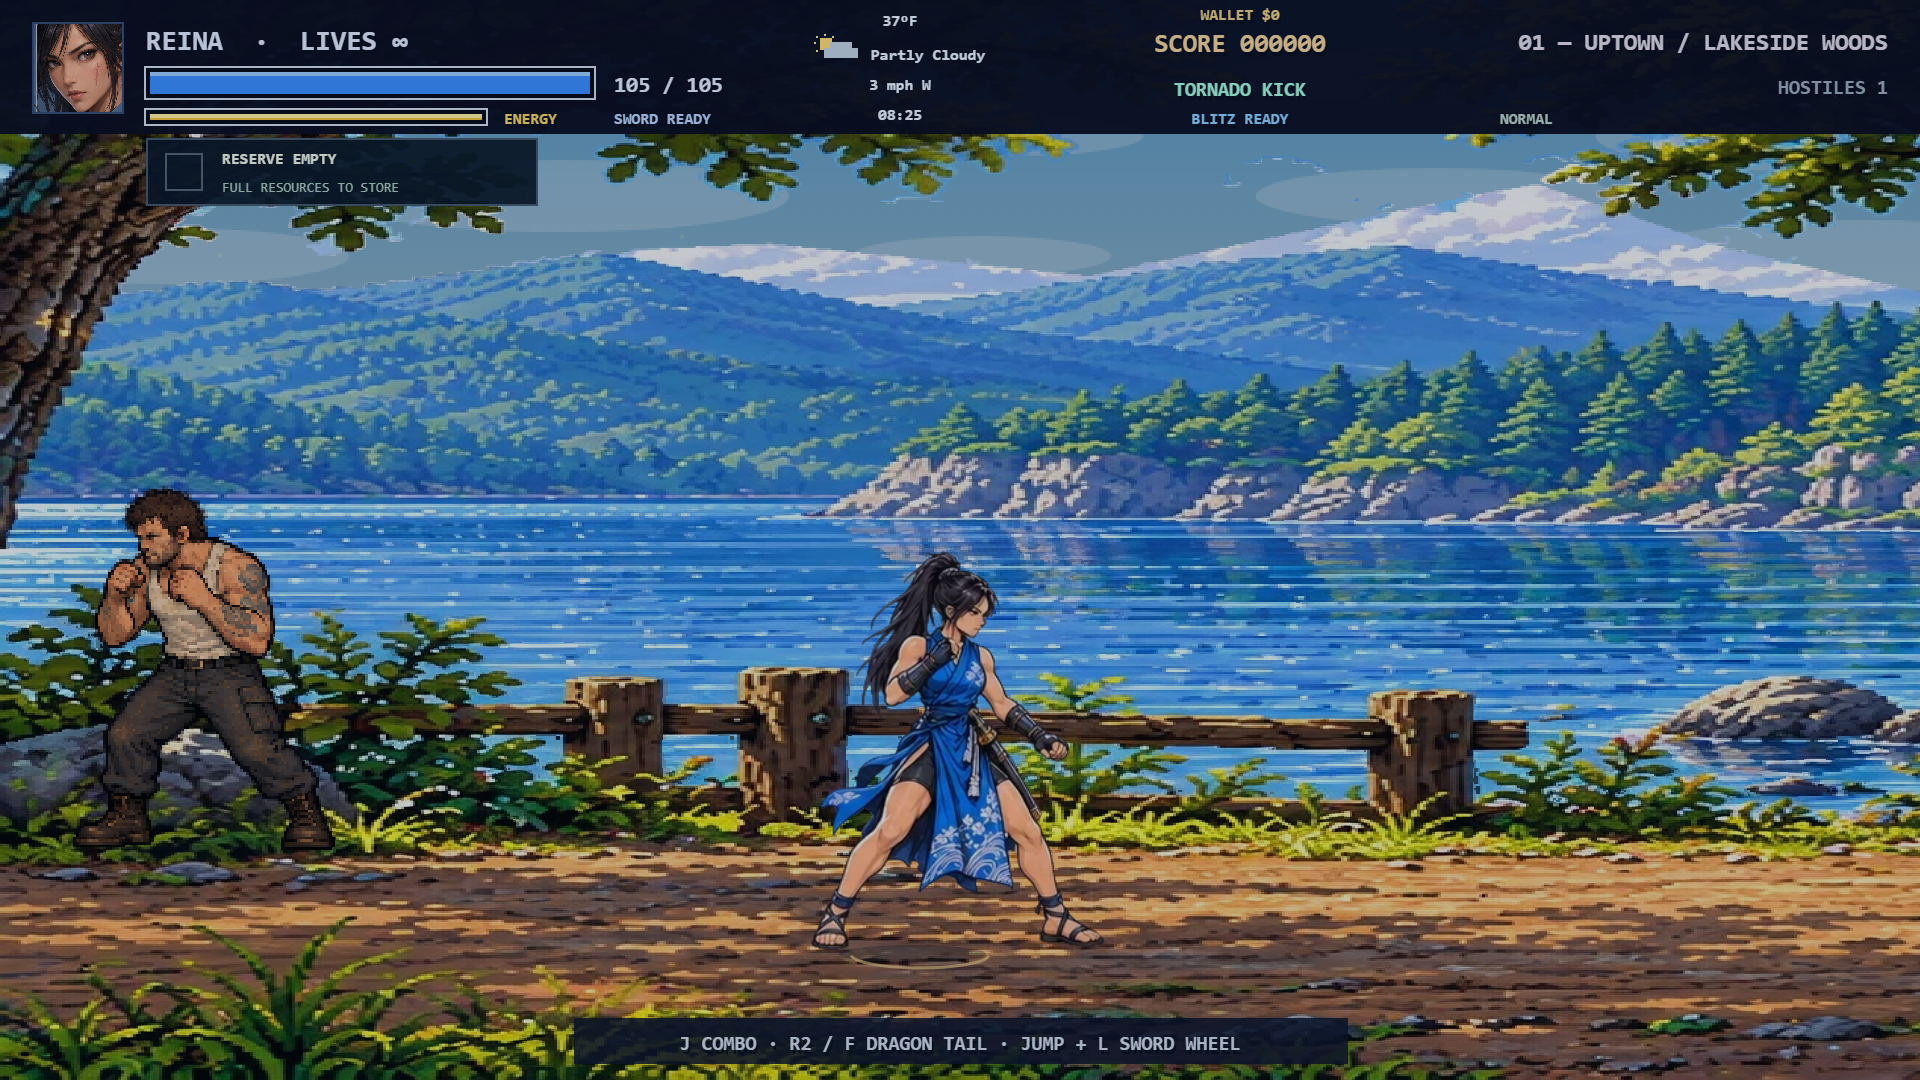 REINA · LIVES ∞
105 / 105
ENERGY
SWORD READY
RESERVE EMPTY
FULL RESOURCES TO STORE
37ºF
Partly Cloudy
3 mph W
08:25
WALLET $0
SCORE 000000
TORNADO KICK
BLITZ READY
01 — UPTOWN / LAKESIDE WOODS
HOSTILES 1
NORMAL
J COMBO · R2 / F DRAGON TAIL · JUMP + L SWORD WHEEL